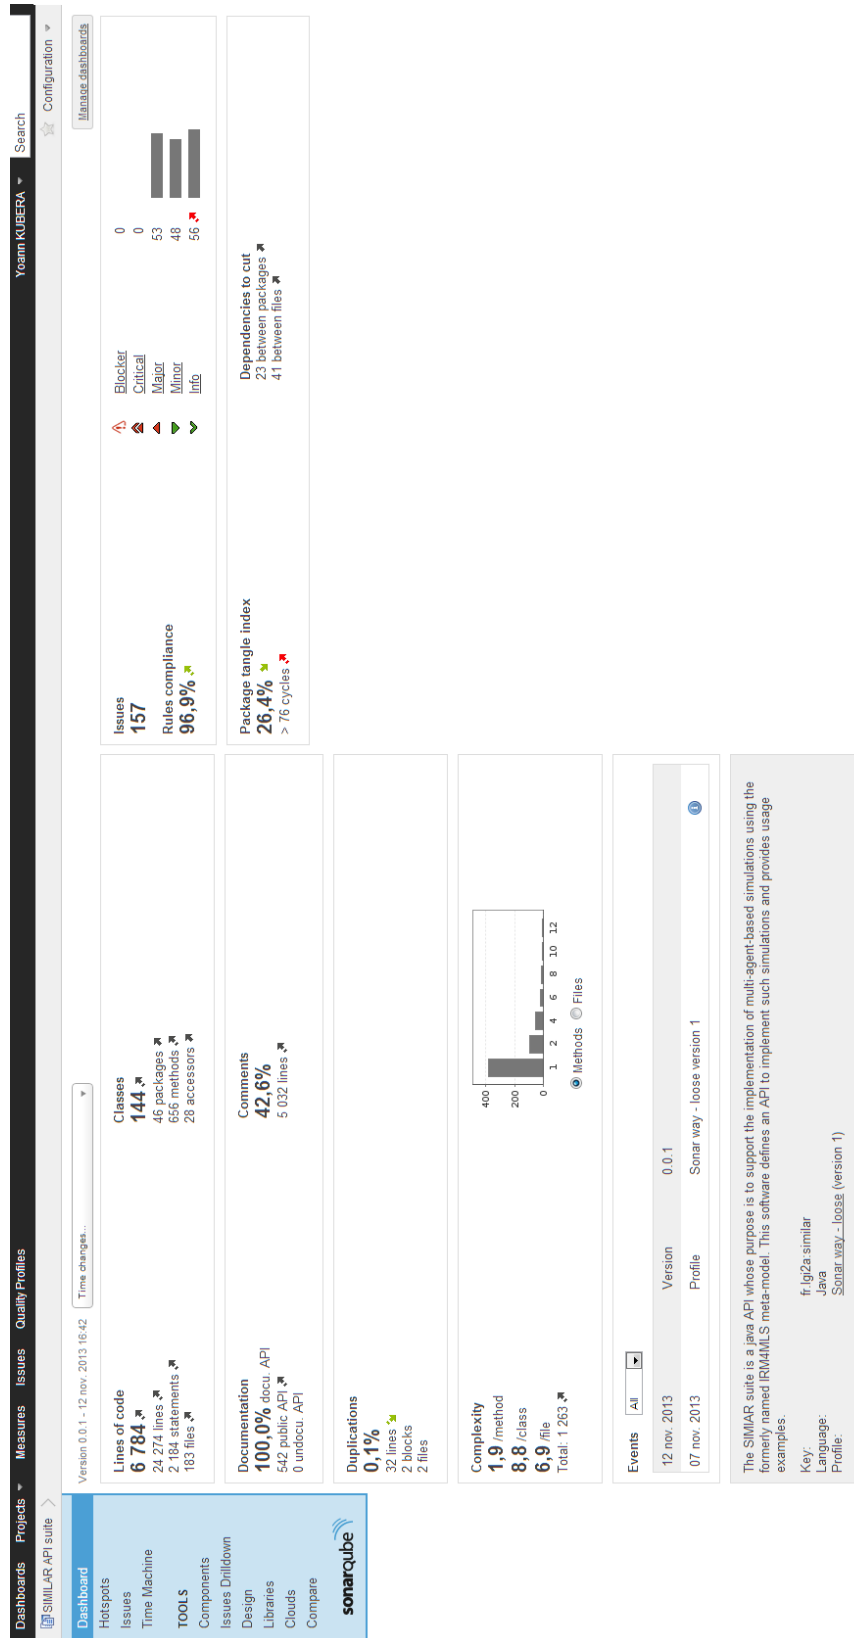 Dashboards Projects Measures Issues Quality Profiles Yoann KUBERA Search
SIMILAR API suite Configuration
Dashboard
Hotspots
Issues
Time Machine
TOOLS
Components
Issues Drilldown
Design
Libraries
Clouds
Compare
sonarqube
Version 0.0.1 - 12 nov. 2013 16:42 Time changes... Manage dashboards
Lines of code
6 784
24 274 lines
2 184 statements
183 files
Classes
144
46 packages
656 methods
28 accessors
Documentation
100,0% docu. API
542 public API
0 undocu. API
Comments
42,6%
5 032 lines
Duplications
0,1%
32 lines
2 blocks
2 files
Complexity
1,9 /method
8,8 /class
6,9 /file
Total: 1 263
400
200
0
1 2 4 6 8 10 12
Methods Files
Events All
12 nov. 2013 Version 0.0.1
07 nov. 2013 Profile Sonar way - loose version 1
The SIMIAR suite is a java API whose purpose is to support the implementation of multi-agent-based simulations using the
formerly named IRM4MLS meta-model. This software defines an API to implement such simulations and provides usage
examples.
Key: fr.lgi2a:similar
Language: Java
Profile: Sonar way - loose (version 1)
Issues
157
Rules compliance
96,9%
Blocker 0
Critical 0
Major 53
Minor 48
Info 56
Package tangle index
26,4%
> 76 cycles
Dependencies to cut
23 between packages
41 between files